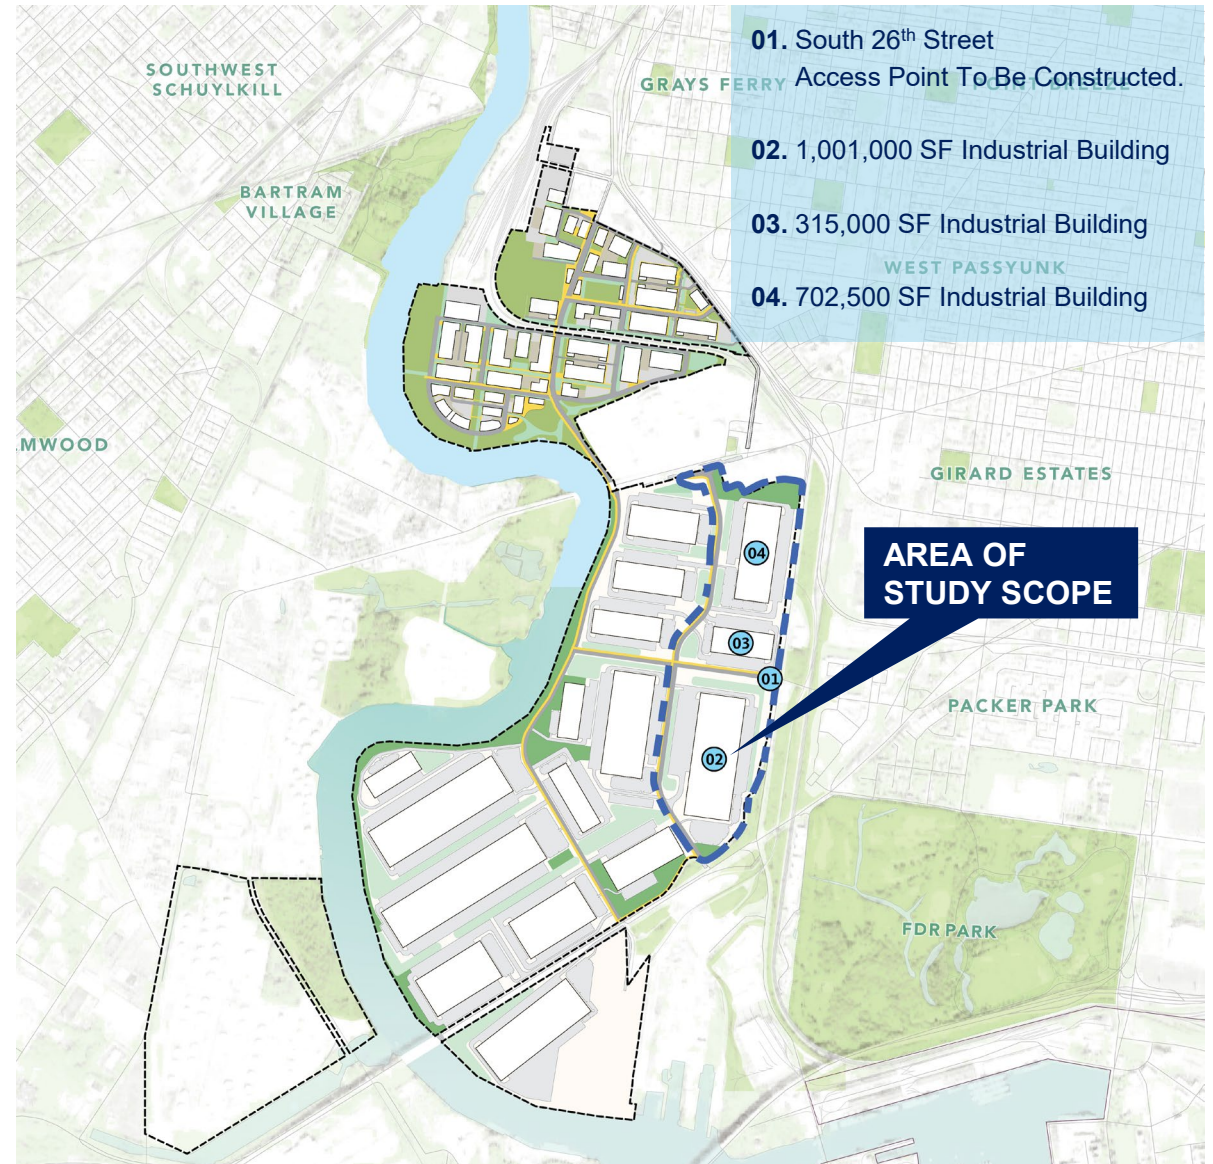 01. South 26th Street
Access Point To Be Constructed.
02. 1,001,000 SF Industrial Building
03. 315,000 SF Industrial Building
04. 702,500 SF Industrial Building
SOUTHWEST
SCHUYLKILL
GRAYS FERRY
POINT BREEZE
BARTRAM
VILLAGE
WEST PASSYUNK
MWOOD
GIRARD ESTATES
AREA OF
STUDY SCOPE
04
03
01
02
PACKER PARK
FDR PARK